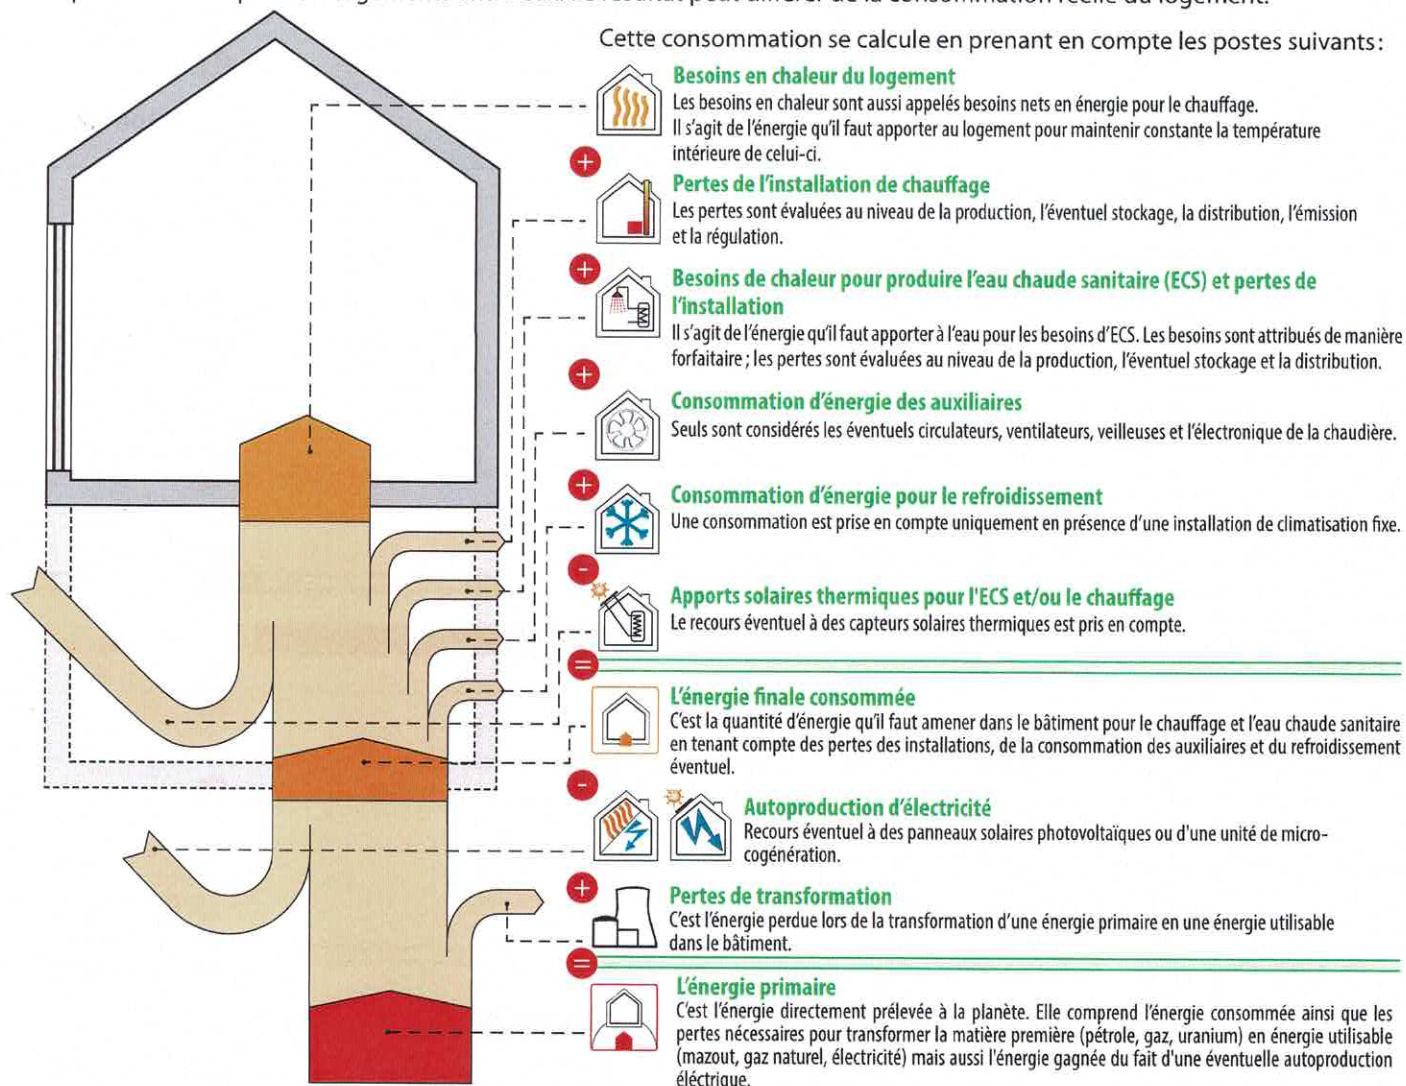 Cette consommation se calcule en prenant en compte les postes suivants :
Besoins en chaleur du logement
Les besoins en chaleur sont aussi appelés besoins nets en énergie pour le chauffage.
Il s'agit de l'énergie qu'il faut apporter au logement pour maintenir constante la température
intérieure de celui-ci.
+
Pertes de l'installation de chauffage
Les pertes sont évaluées au niveau de la production, l'éventuel stockage, la distribution, l'émission
et la régulation.
+
Besoins de chaleur pour produire l'eau chaude sanitaire (ECS) et pertes de
l'installation
Il s'agit de l'énergie qu'il faut apporter à l'eau pour les besoins d'ECS. Les besoins sont attribués de manière
forfaitaire ; les pertes sont évaluées au niveau de la production, l'éventuel stockage et la distribution.
+
Consommation d'énergie des auxiliaires
Seuls sont considérés les éventuels circulateurs, ventilateurs, veilleuses et l'électronique de la chaudière.
+
Consommation d'énergie pour le refroidissement
Une consommation est prise en compte uniquement en présence d'une installation de climatisation fixe.
-
Apports solaires thermiques pour l'ECS et/ou le chauffage
Le recours éventuel à des capteurs solaires thermiques est pris en compte.
=
L'énergie finale consommée
C'est la quantité d'énergie qu'il faut amener dans le bâtiment pour le chauffage et l'eau chaude sanitaire
en tenant compte des pertes des installations, de la consommation des auxiliaires et du refroidissement
éventuel.
-
Autoproduction d'électricité
Recours éventuel à des panneaux solaires photovoltaïques ou d'une unité de micro-
cogénération.
+
Pertes de transformation
C'est l'énergie perdue lors de la transformation d'une énergie primaire en une énergie utilisable
dans le bâtiment.
=
L'énergie primaire
C'est l'énergie directement prélevée à la planète. Elle comprend l'énergie consommée ainsi que les
pertes nécessaires pour transformer la matière première (pétrole, gaz, uranium) en énergie utilisable
(mazout, gaz naturel, électricité) mais aussi l'énergie gagnée du fait d'une éventuelle autoproduction
éléctrique.